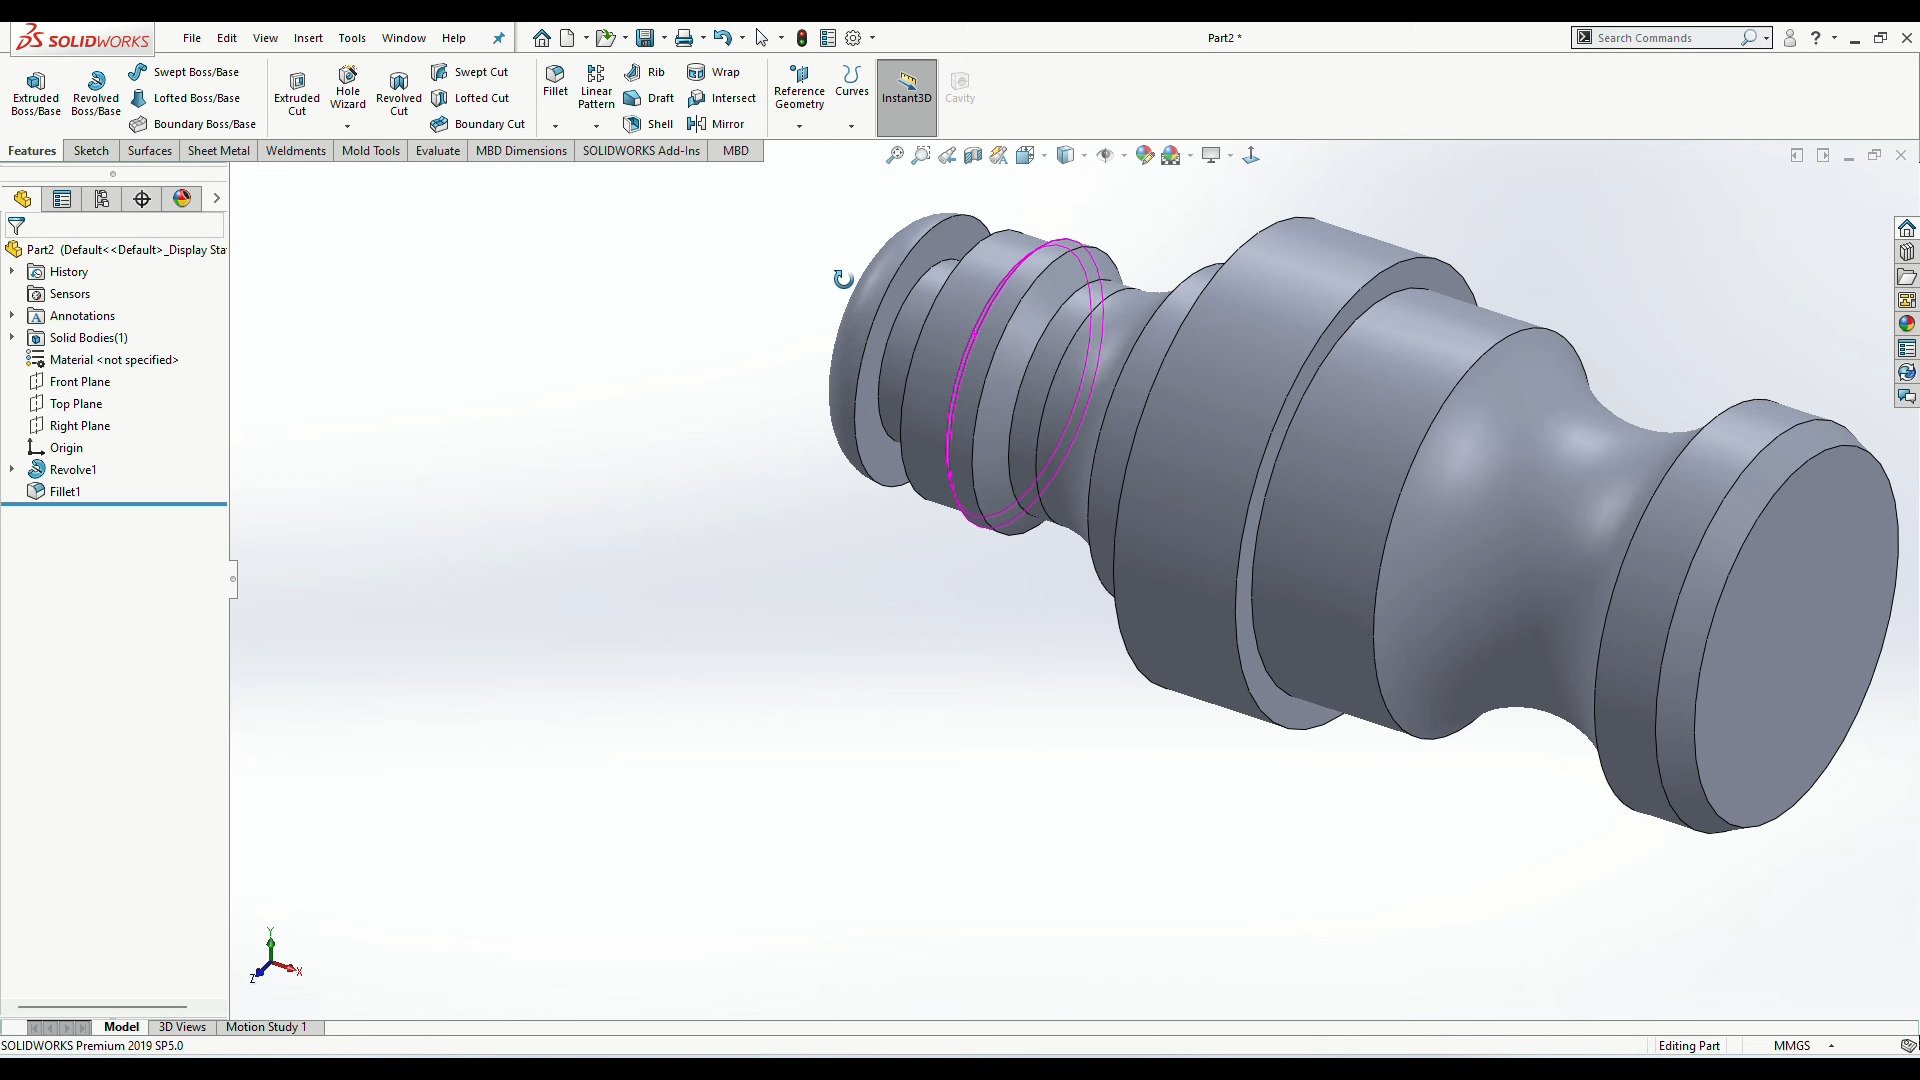 SOLIDWORKS File Edit View Insert Tools Window Help Part2 * Search Commands ?
Extruded Boss/Base
Revolved Boss/Base
Swept Boss/Base
Lofted Boss/Base
Boundary Boss/Base
Extruded Cut
Hole Wizard
Revolved Cut
Swept Cut
Lofted Cut
Boundary Cut
Fillet
Linear Pattern
Rib
Draft
Shell
Wrap
Intersect
Mirror
Reference Geometry
Curves
Instant3D
Cavity
Features Sketch Surfaces Sheet Metal Weldments Mold Tools Evaluate MBD Dimensions SOLIDWORKS Add-Ins MBD
Part2 (Default<<Default>_Display Sta
History
Sensors
A Annotations
Solid Bodies(1)
Material <not specified>
Front Plane
Top Plane
Right Plane
Origin
Revolve1
Fillet1
Y
X
Z
Model 3D Views Motion Study 1
SOLIDWORKS Premium 2019 SP5.0 Editing Part MMGS